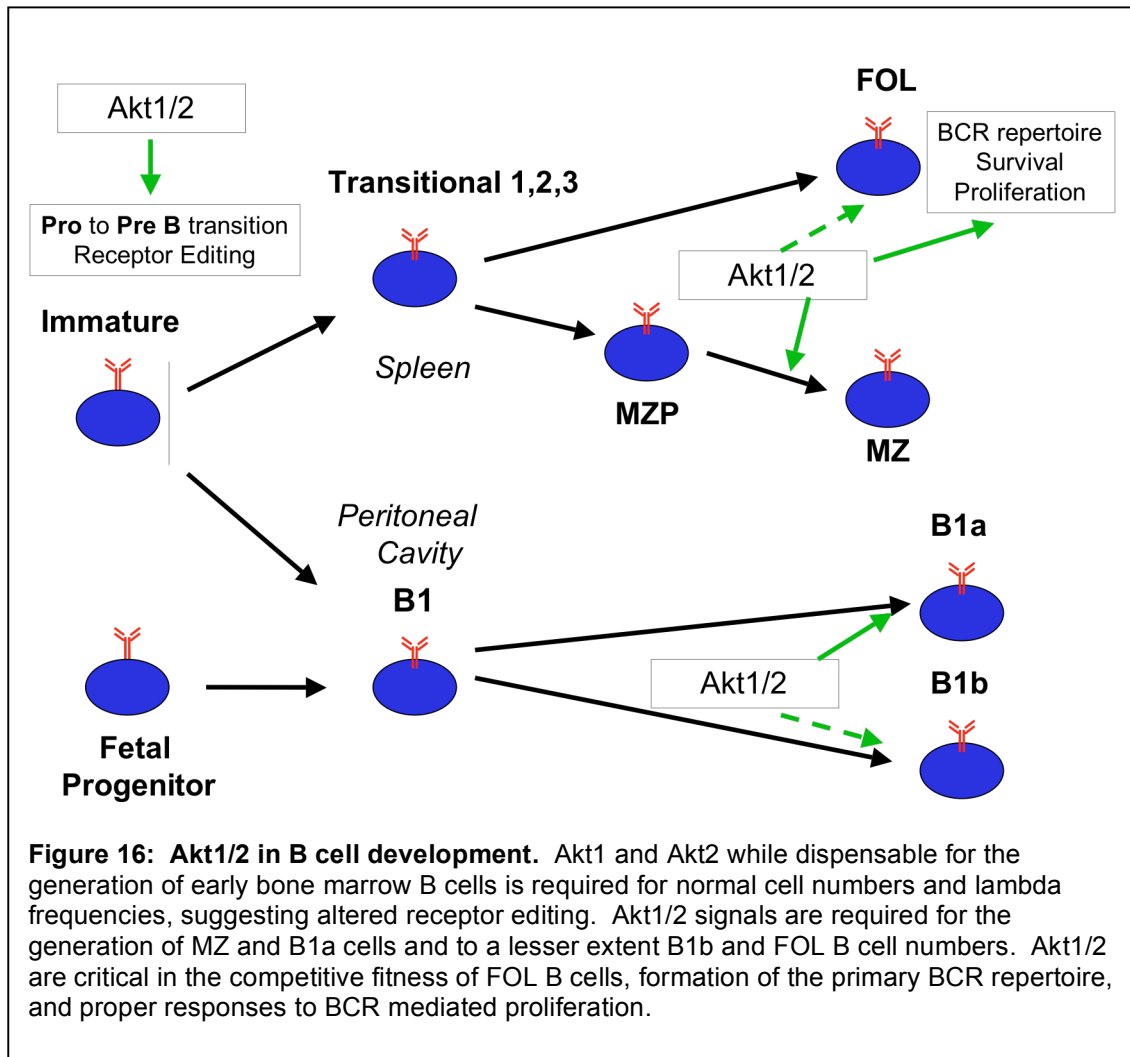 Akt1/2
Pro to Pre B transition
Receptor Editing
Immature
Transitional 1,2,3
Spleen
FOL
BCR repertoire
Survival
Proliferation
Akt1/2
MZP
MZ
Peritoneal
Cavity
B1
Fetal
Progenitor
B1a
Akt1/2
B1b
Figure 16:  Akt1/2 in B cell development.  Akt1 and Akt2 while dispensable for the
generation of early bone marrow B cells is required for normal cell numbers and lambda
frequencies, suggesting altered receptor editing.  Akt1/2 signals are required for the
generation of MZ and B1a cells and to a lesser extent B1b and FOL B cell numbers.  Akt1/2
are critical in the competitive fitness of FOL B cells, formation of the primary BCR repertoire,
and proper responses to BCR mediated proliferation.